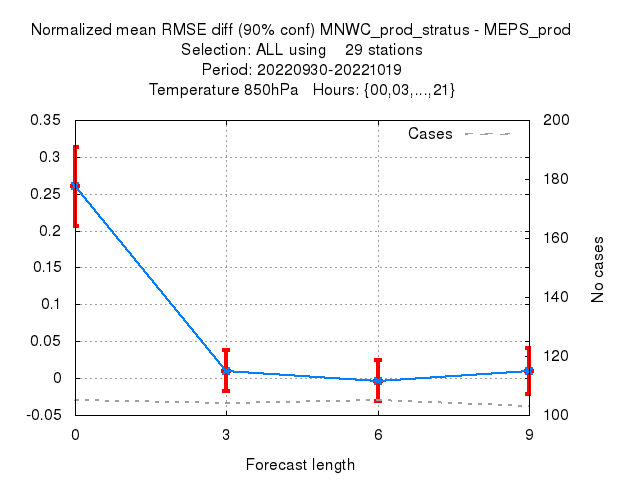 Normalized mean RMSE diff (90% conf) MNWC_prod_stratus - MEPS_prod
Selection: ALL using    29 stations
Period: 20220930-20221019
Temperature 850hPa   Hours: {00,03,...,21}
Cases
0.35
0.3
0.25
0.2
0.15
0.1
0.05
0
-0.05
200
180
160
140
120
100
No cases
0
3
6
9
Forecast length